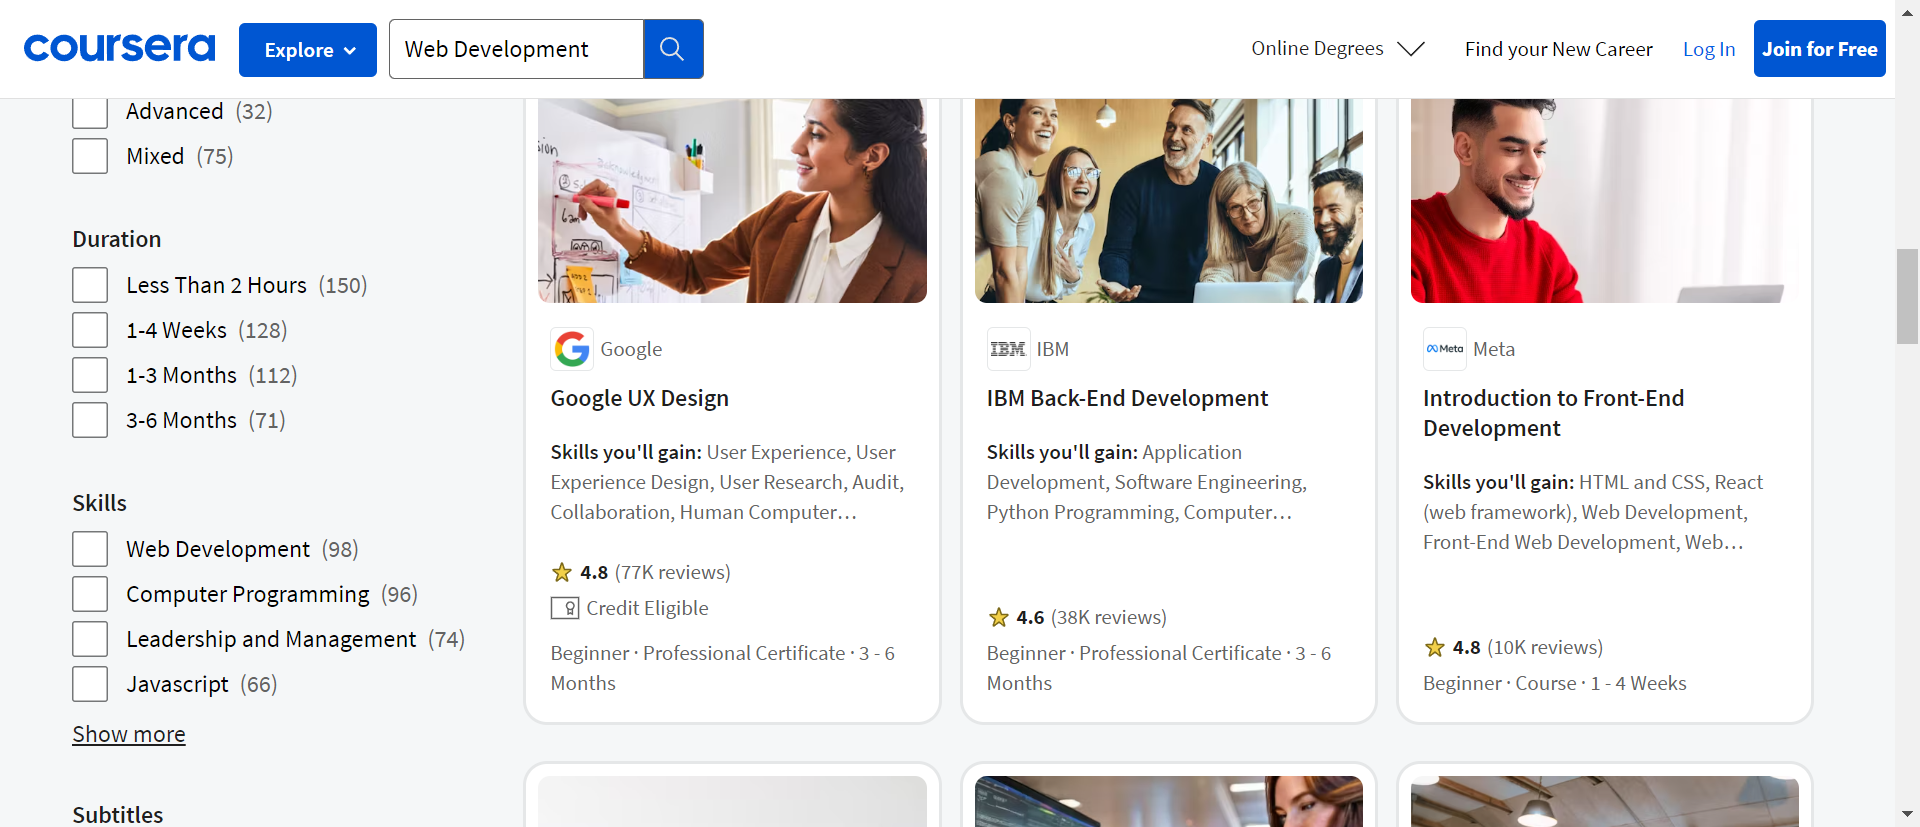 coursera
Explore
Web Development
Online Degrees
Find your New Career
Log In
Join for Free
Advanced (32)
Mixed (75)
Duration
Less Than 2 Hours (150)
1-4 Weeks (128)
1-3 Months (112)
3-6 Months (71)
Skills
Web Development (98)
Computer Programming (96)
Leadership and Management (74)
Javascript (66)
Show more
Subtitles
Google
Google UX Design
Skills you'll gain: User Experience, User
Experience Design, User Research, Audit,
Collaboration, Human Computer…
4.8 (77K reviews)
Credit Eligible
Beginner · Professional Certificate · 3 - 6
Months
IBM
IBM
IBM Back-End Development
Skills you'll gain: Application
Development, Software Engineering,
Python Programming, Computer…
4.6 (38K reviews)
Beginner · Professional Certificate · 3 - 6
Months
Meta
Meta
Introduction to Front-End
Development
Skills you'll gain: HTML and CSS, React
(web framework), Web Development,
Front-End Web Development, Web…
4.8 (10K reviews)
Beginner · Course · 1 - 4 Weeks